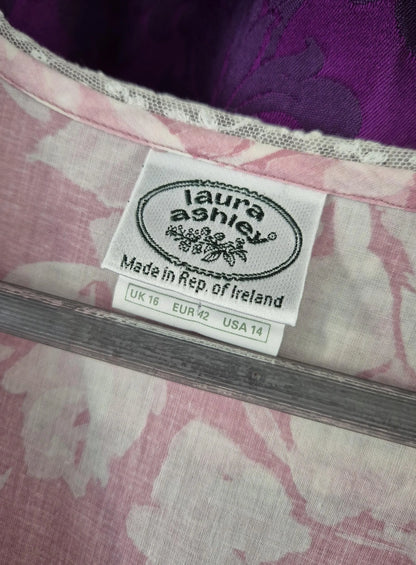 laura
ashley®
Made in Rep. of Ireland
UK 16 EUR 42 USA 14